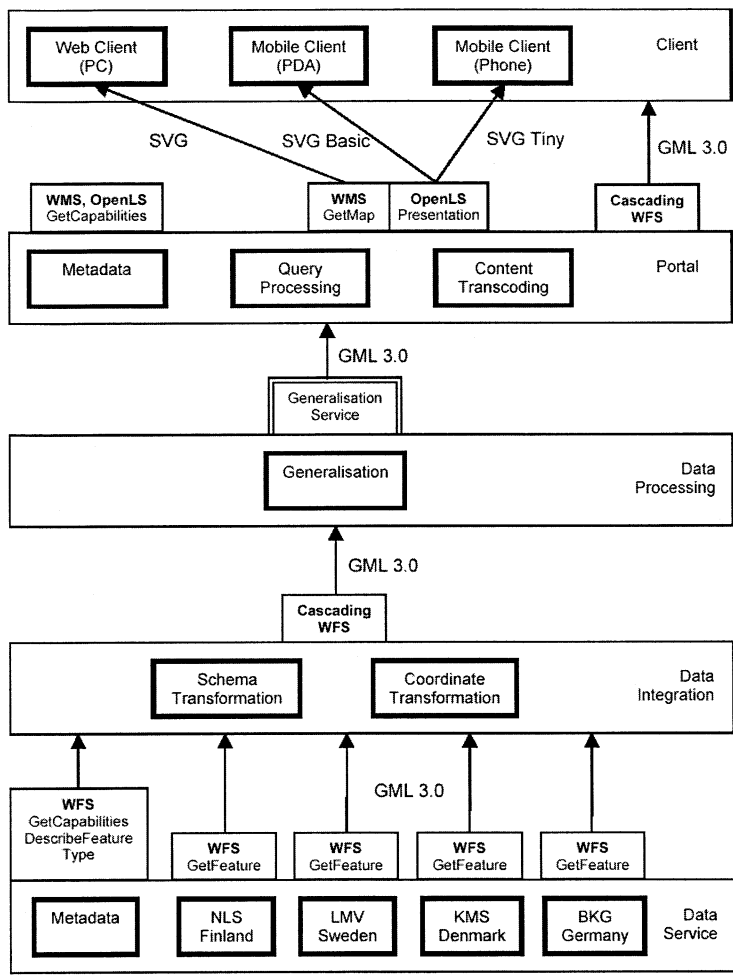 Web Client
(PC)
Mobile Client
(PDA)
Mobile Client
(Phone)
Client
SVG
SVG Basic
SVG Tiny
GML 3.0
WMS, OpenLS
GetCapabilities
WMS
GetMap
OpenLS
Presentation
Cascading
WFS
Metadata
Query
Processing
Content
Transcoding
Portal
GML 3.0
Generalisation
Service
Generalisation
Data
Processing
GML 3.0
Cascading
WFS
Schema
Transformation
Coordinate
Transformation
Data
Integration
GML 3.0
WFS
GetCapabilities
DescribeFeature
Type
WFS
GetFeature
WFS
GetFeature
WFS
GetFeature
WFS
GetFeature
Metadata
NLS
Finland
LMV
Sweden
KMS
Denmark
BKG
Germany
Data
Service